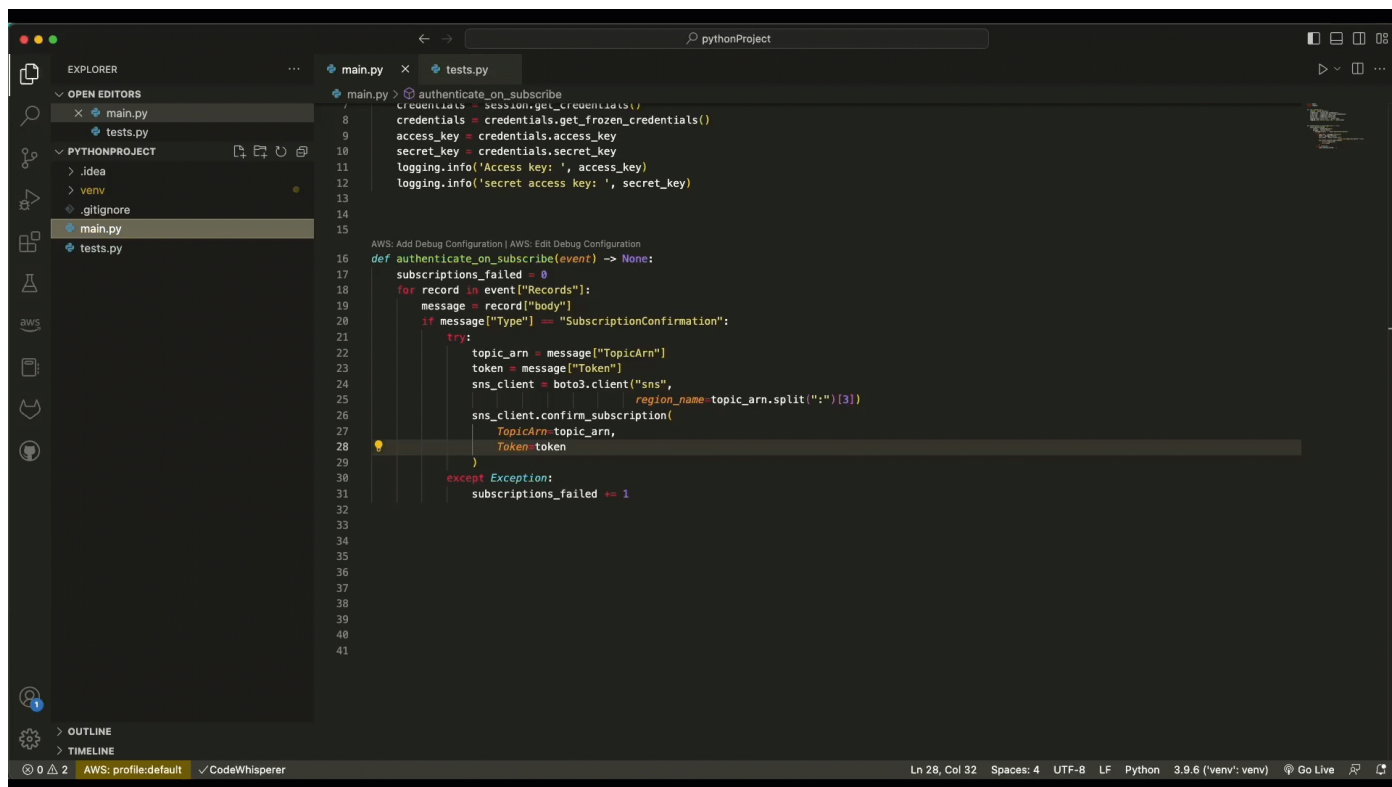 pythonProject
EXPLORER
OPEN EDITORS
main.py
tests.py
PYTHONPROJECT
.idea
venv
.gitignore
main.py
tests.py
aws
1
OUTLINE
TIMELINE
main.py
tests.py
main.py > authenticate_on_subscribe
7 credentials = session.get_credentials()
8 credentials = credentials.get_frozen_credentials()
9 access_key = credentials.access_key
10 secret_key = credentials.secret_key
11 logging.info('Access key: ', access_key)
12 logging.info('secret access key: ', secret_key)
13
14
15
AWS: Add Debug Configuration | AWS: Edit Debug Configuration
16 def authenticate_on_subscribe(event) -> None:
17 subscriptions_failed = 0
18 for record in event["Records"]:
19 message = record["body"]
20 if message["Type"] == "SubscriptionConfirmation":
21 try:
22 topic_arn = message["TopicArn"]
23 token = message["Token"]
24 sns_client = boto3.client("sns",
25 region_name=topic_arn.split(":")[3])
26 sns_client.confirm_subscription(
27 TopicArn=topic_arn,
28 Token=token
29 )
30 except Exception:
31 subscriptions_failed += 1
32
33
34
35
36
37
38
39
40
41
0 2 AWS: profile:default CodeWhisperer Ln 28, Col 32 Spaces: 4 UTF-8 LF Python 3.9.6 ('venv': venv) Go Live